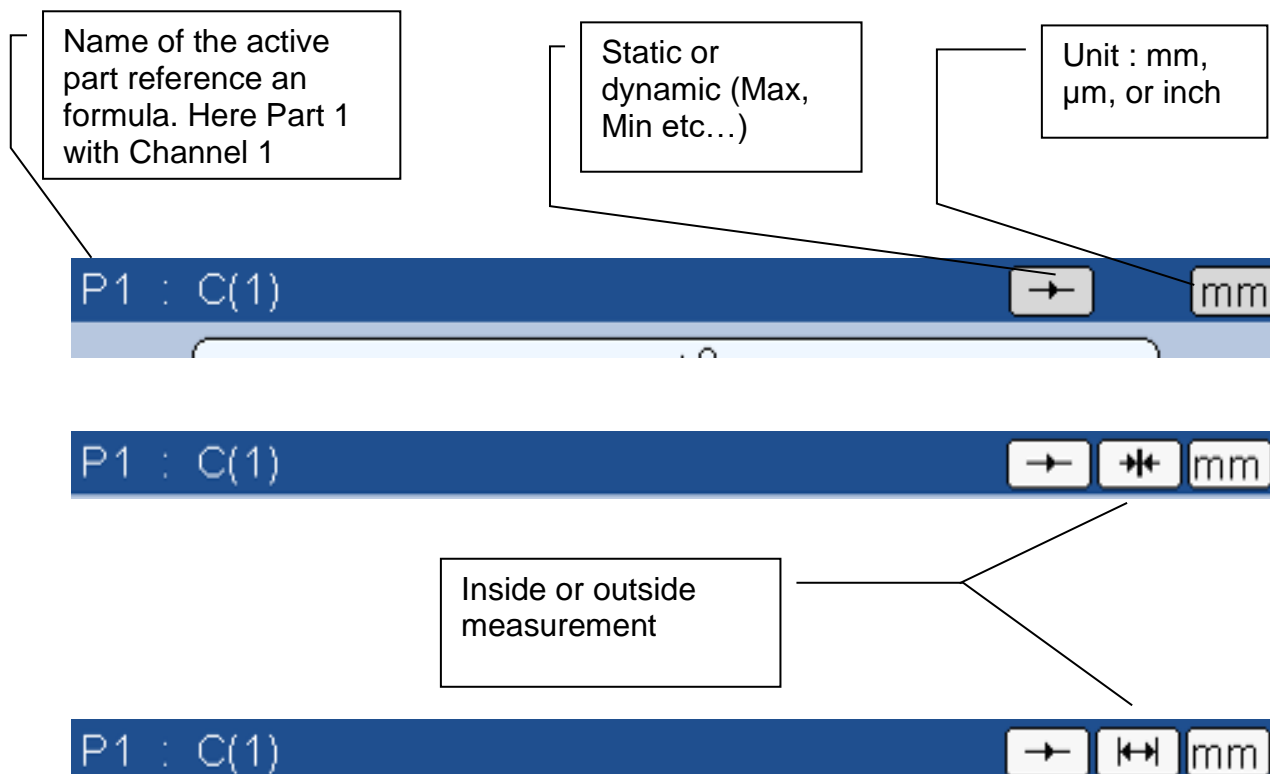 Name of the active
part reference an
formula. Here Part 1
with Channel 1
Static or
dynamic (Max,
Min etc…)
Unit : mm,
µm, or inch
P1 : C(1) mm
P1 : C(1) mm
Inside or outside
measurement
P1 : C(1) mm